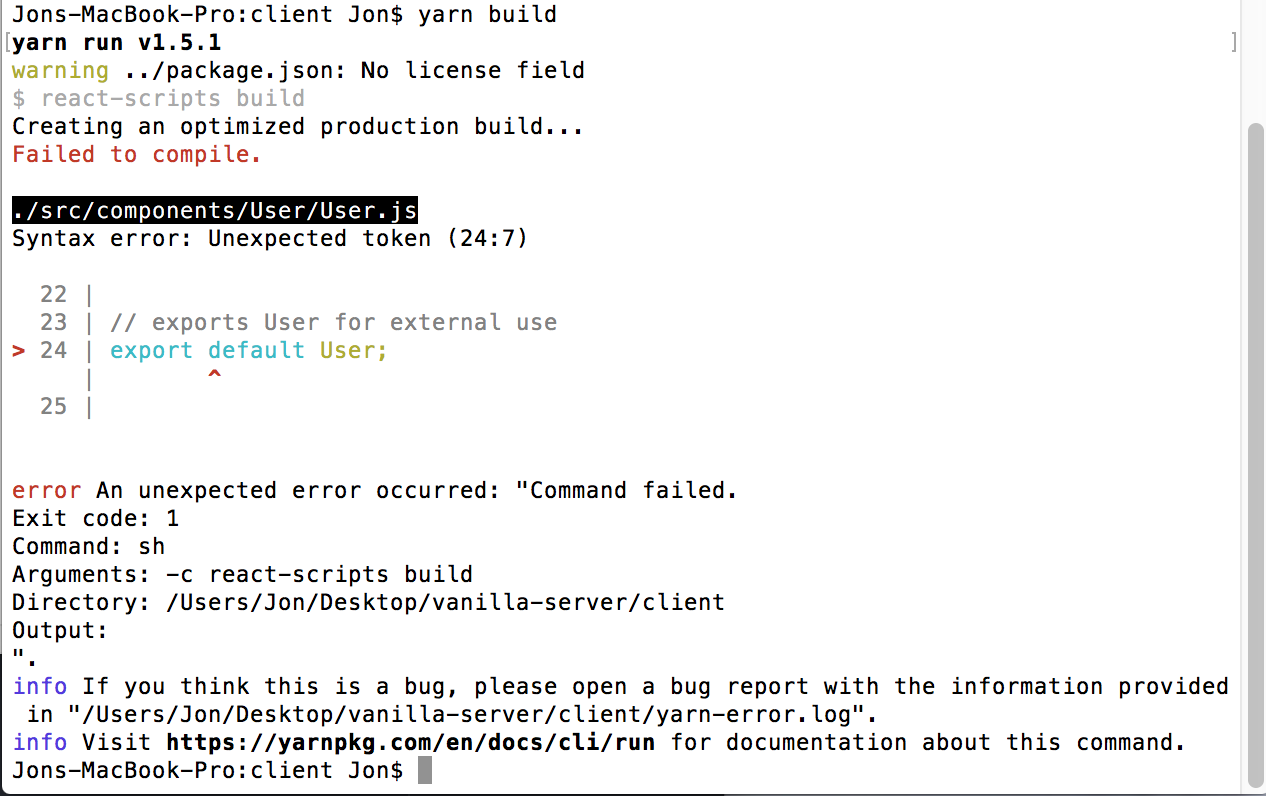 Jons-MacBook-Pro:client Jon$ yarn build
[yarn run v1.5.1 ]
warning ../package.json: No license field
$ react-scripts build
Creating an optimized production build...
Failed to compile.
./src/components/User/User.js
Syntax error: Unexpected token (24:7)
  22 |
  23 | // exports User for external use
> 24 | export default User;
     |        ^
  25 |
error An unexpected error occurred: "Command failed.
Exit code: 1
Command: sh
Arguments: -c react-scripts build
Directory: /Users/Jon/Desktop/vanilla-server/client
Output:
".
info If you think this is a bug, please open a bug report with the information provided
 in "/Users/Jon/Desktop/vanilla-server/client/yarn-error.log".
info Visit https://yarnpkg.com/en/docs/cli/run for documentation about this command.
Jons-MacBook-Pro:client Jon$